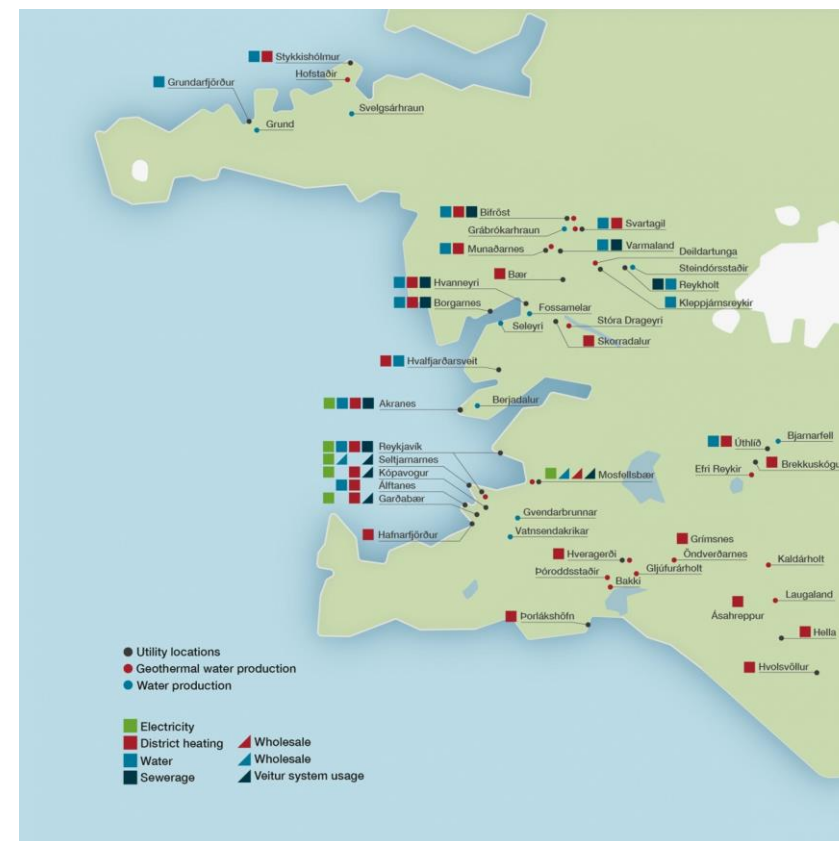 Stykkishólmur
Hofstaðir
Grundarfjörður
Svelgsárhraun
Grund
Bifröst
Grábrókarhraun
Svartagil
Munaðarnes
Varmaland
Deildartunga
Steindórsstaðir
Bær
Reykholt
Hvanneyri
Kleppjárnsreykir
Borgarnes
Fossamelar
Seleyri
Stóra Drageyri
Skorradalur
Hvalfjarðarsveit
Akranes
Berjadalur
Reykjavík
Seltjarnarnes
Kópavogur
Álftanes
Garðabær
Hafnarfjörður
Mosfellsbær
Úthlíð
Bjarnarfell
Efri Reykir
Brekkuskógu
Gvendarbrunnar
Vatnsendakrikar
Grímsnes
Hveragerði
Öndverðarnes
Kaldárholt
Þóroddsstaðir
Gljúfurárholt
Bakki
Laugaland
Ásahreppur
Þorlákshöfn
Hella
Hvolsvöllur
Utility locations
Geothermal water production
Water production
Electricity
District heating
Wholesale
Water
Wholesale
Sewerage
Veitur system usage